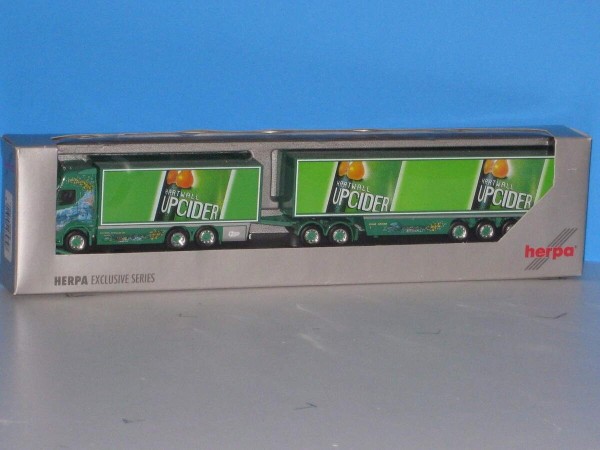 HARTWALL
UPCIDER
HARTWALL
UPCIDER
HARTWALL
UPCIDER
herpa
HERPA EXCLUSIVE SERIES